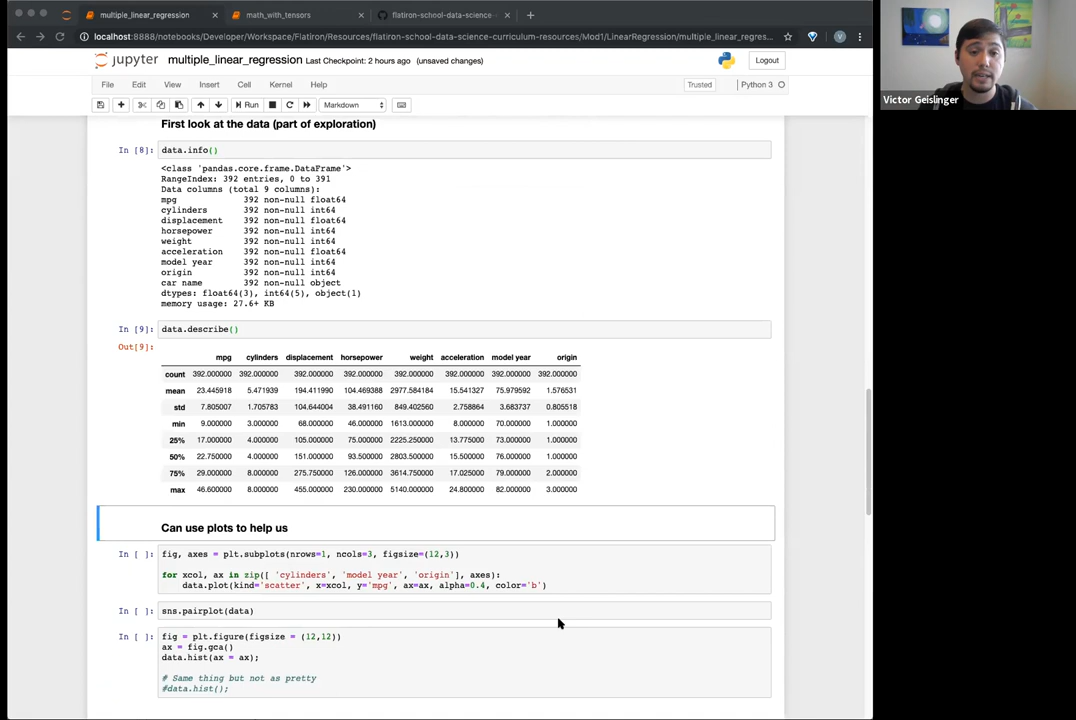 multiple_linear_regression
math_with_tensors
flatiron-school-data-science-
localhost:8888/notebooks/Developer/Workspace/FlatIron/Resources/flatiron-school-data-science-curriculum-resources/Mod1/LinearRegression/multiple_linear_regres...
V
jupyter multiple_linear_regression Last Checkpoint: 2 hours ago (unsaved changes)
Logout
File Edit View Insert Cell Kernel Help
Trusted
Python 3
Run
Markdown
Victor Geislinger
First look at the data (part of exploration)
In [8]: data.info()
<class 'pandas.core.frame.DataFrame'>
RangeIndex: 392 entries, 0 to 391
Data columns (total 9 columns):
mpg 392 non-null float64
cylinders 392 non-null int64
displacement 392 non-null float64
horsepower 392 non-null int64
weight 392 non-null int64
acceleration 392 non-null float64
model year 392 non-null int64
origin 392 non-null int64
car name 392 non-null object
dtypes: float64(3), int64(5), object(1)
memory usage: 27.6+ KB
In [9]: data.describe()
Out[9]:
mpg cylinders displacement horsepower weight acceleration model year origin
count 392.000000 392.000000 392.000000 392.000000 392.000000 392.000000 392.000000 392.000000
mean 23.445918 5.471939 194.411990 104.469388 2977.584184 15.541327 75.979592 1.576531
std 7.805007 1.705783 104.644004 38.491160 849.402560 2.758864 3.683737 0.805518
min 9.000000 3.000000 68.000000 46.000000 1613.000000 8.000000 70.000000 1.000000
25% 17.000000 4.000000 105.000000 75.000000 2225.250000 13.775000 73.000000 1.000000
50% 22.750000 4.000000 151.000000 93.500000 2803.500000 15.500000 76.000000 1.000000
75% 29.000000 8.000000 275.750000 126.000000 3614.750000 17.025000 79.000000 2.000000
max 46.600000 8.000000 455.000000 230.000000 5140.000000 24.800000 82.000000 3.000000
Can use plots to help us
In [ ]: fig, axes = plt.subplots(nrows=1, ncols=3, figsize=(12,3))
for xcol, ax in zip([ 'cylinders', 'model year', 'origin'], axes):
data.plot(kind='scatter', x=xcol, y='mpg', ax=ax, alpha=0.4, color='b')
In [ ]: sns.pairplot(data)
In [ ]: fig = plt.figure(figsize = (12,12))
ax = fig.gca()
data.hist(ax = ax);
# Same thing but not as pretty
#data.hist();